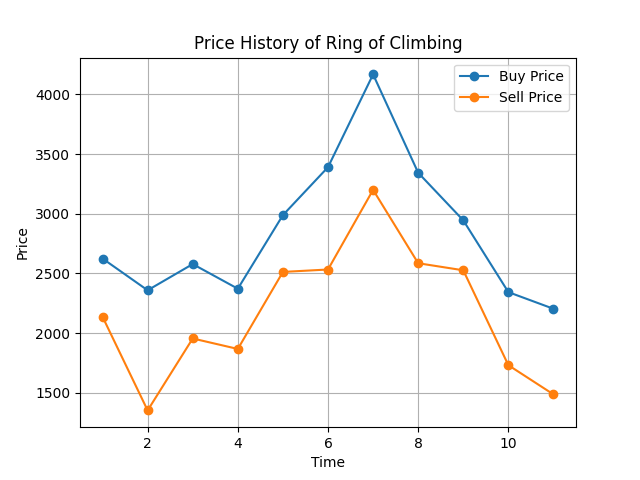 Price History of Ring of Climbing
Buy Price
Sell Price
Price
4000
3500
3000
2500
2000
1500
2 4 6 8 10
Time